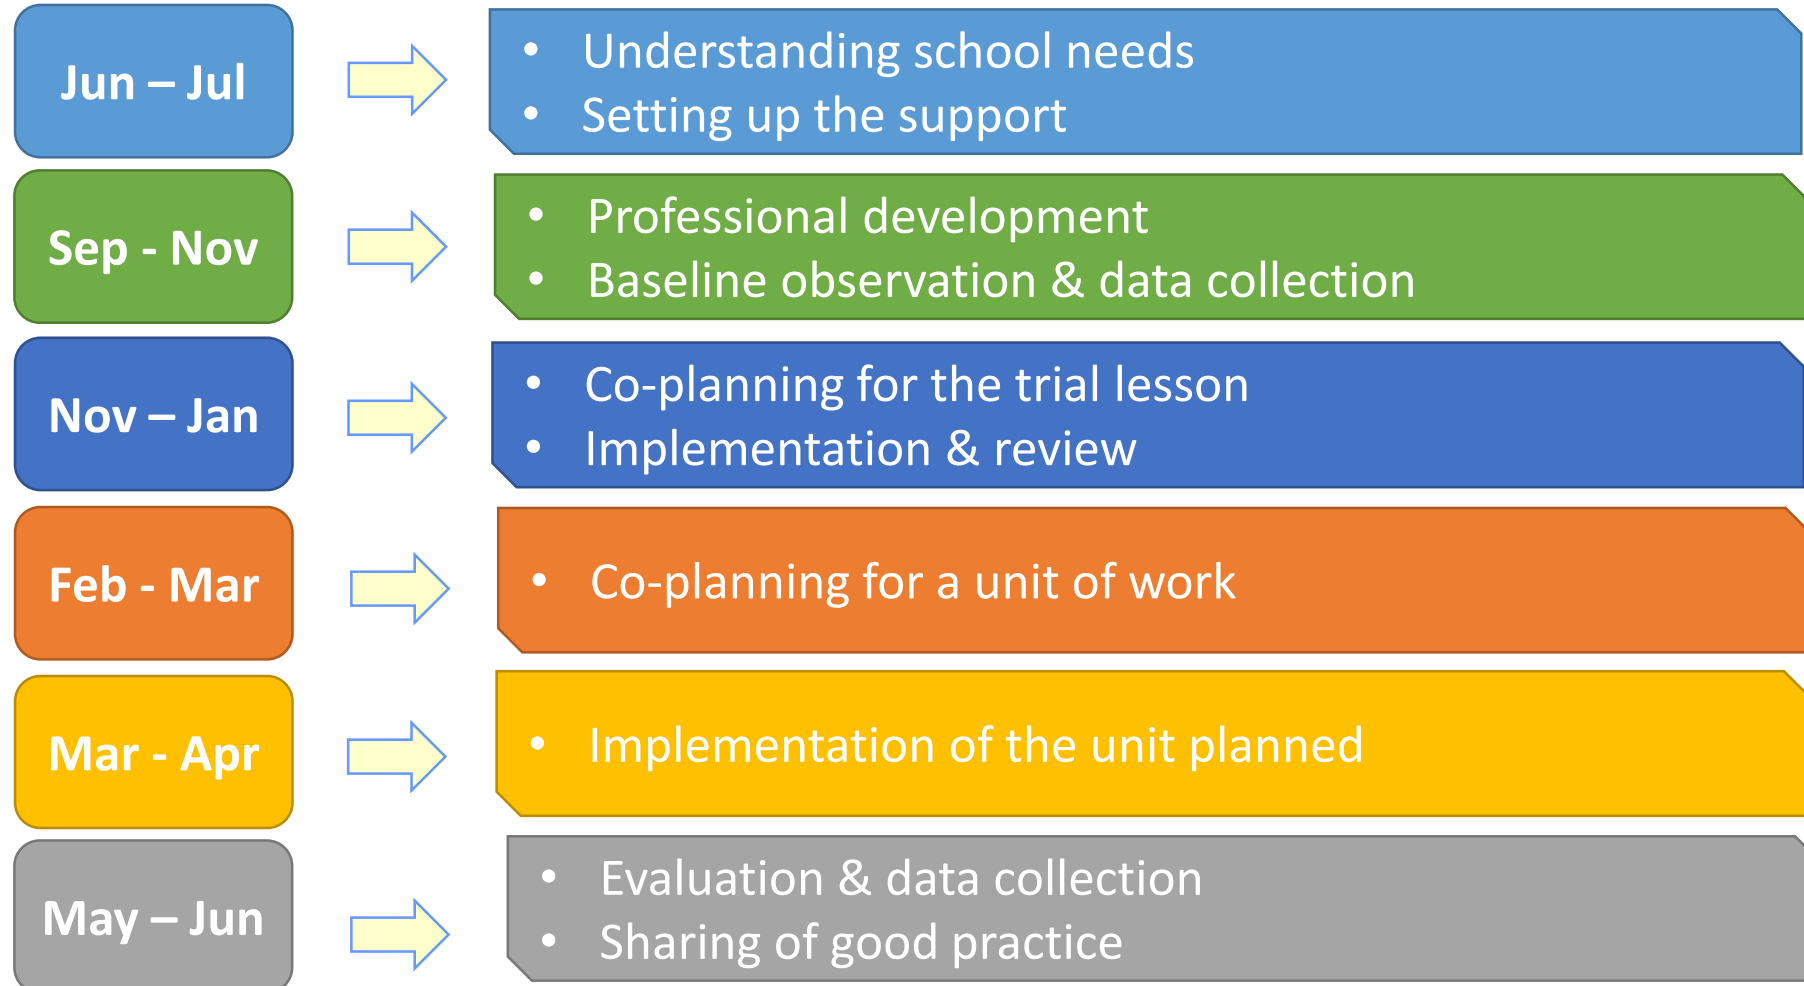 Jun – Jul
• Understanding school needs
• Setting up the support
Sep - Nov
• Professional development
• Baseline observation & data collection
Nov – Jan
• Co-planning for the trial lesson
• Implementation & review
Feb - Mar
• Co-planning for a unit of work
Mar - Apr
• Implementation of the unit planned
May – Jun
• Evaluation & data collection
• Sharing of good practice